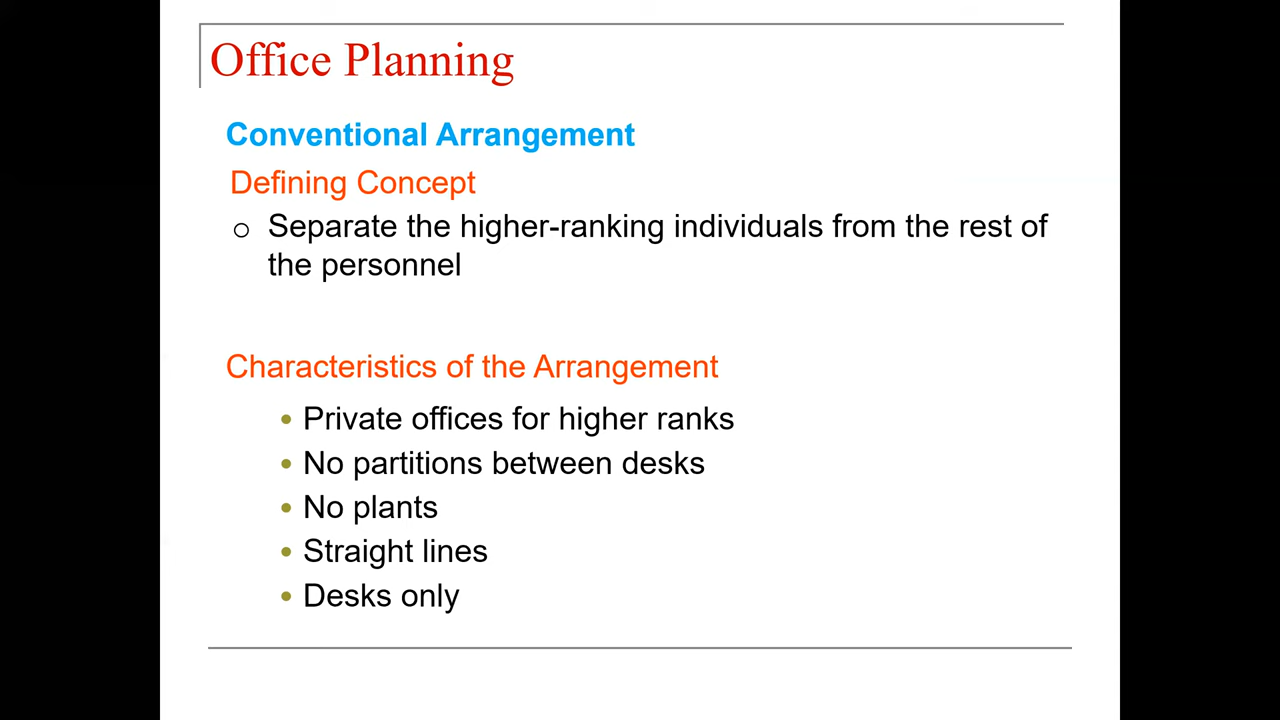 Office Planning
Conventional Arrangement
Defining Concept
o Separate the higher-ranking individuals from the rest of
the personnel
Characteristics of the Arrangement
• Private offices for higher ranks
• No partitions between desks
• No plants
• Straight lines
• Desks only